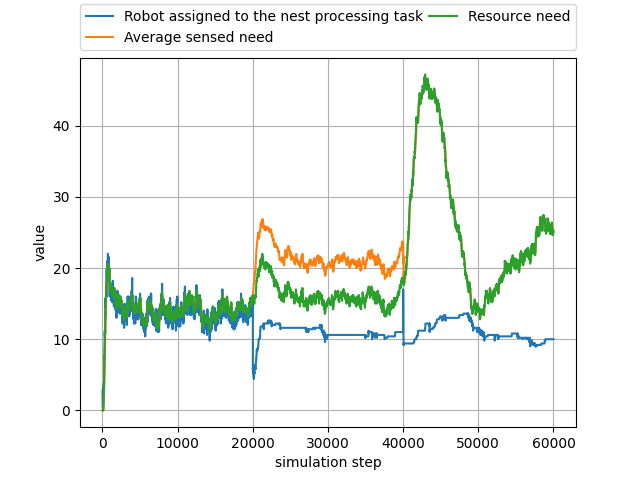 Robot assigned to the nest processing task
Average sensed need
Resource need
value
40
30
20
10
0
0 10000 20000 30000 40000 50000 60000
simulation step